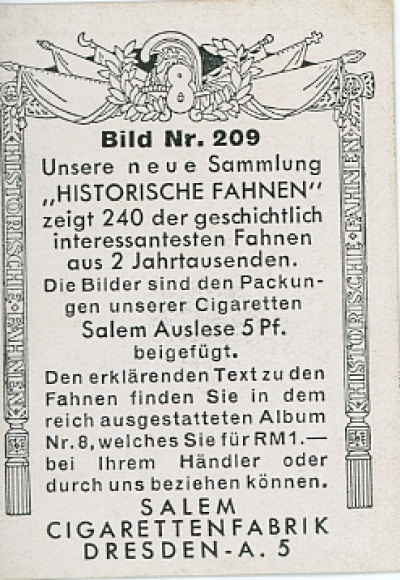 8
Bild Nr. 209
Unsere neue Sammlung
„HISTORISCHE FAHNEN"
zeigt 240 der geschichtlich
interessantesten Fahnen
aus 2 Jahrtausenden.
Die Bilder sind den Packun-
gen unserer Cigaretten
Salem Auslese 5 Pf.
beigefügt.
Den erklärenden Text zu den
Fahnen finden Sie in dem
reich ausgestatteten Album
Nr. 8, welches Sie für RM1.—
bei Ihrem Händler oder
durch uns beziehen können.
SALEM
CIGARETTENFABRIK
DRESDEN-A. 5
HISTORISCHE • FAHNEN
HISTORISCHE • FAHNEN